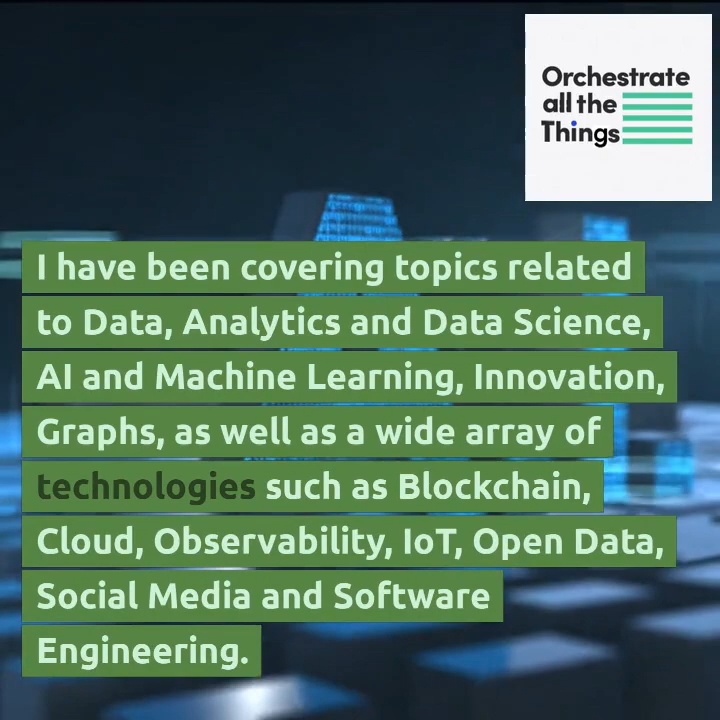 Orchestrate
all the
Things
I have been covering topics related
to Data, Analytics and Data Science,
AI and Machine Learning, Innovation,
Graphs, as well as a wide array of
technologies such as Blockchain,
Cloud, Observability, IoT, Open Data,
Social Media and Software
Engineering.